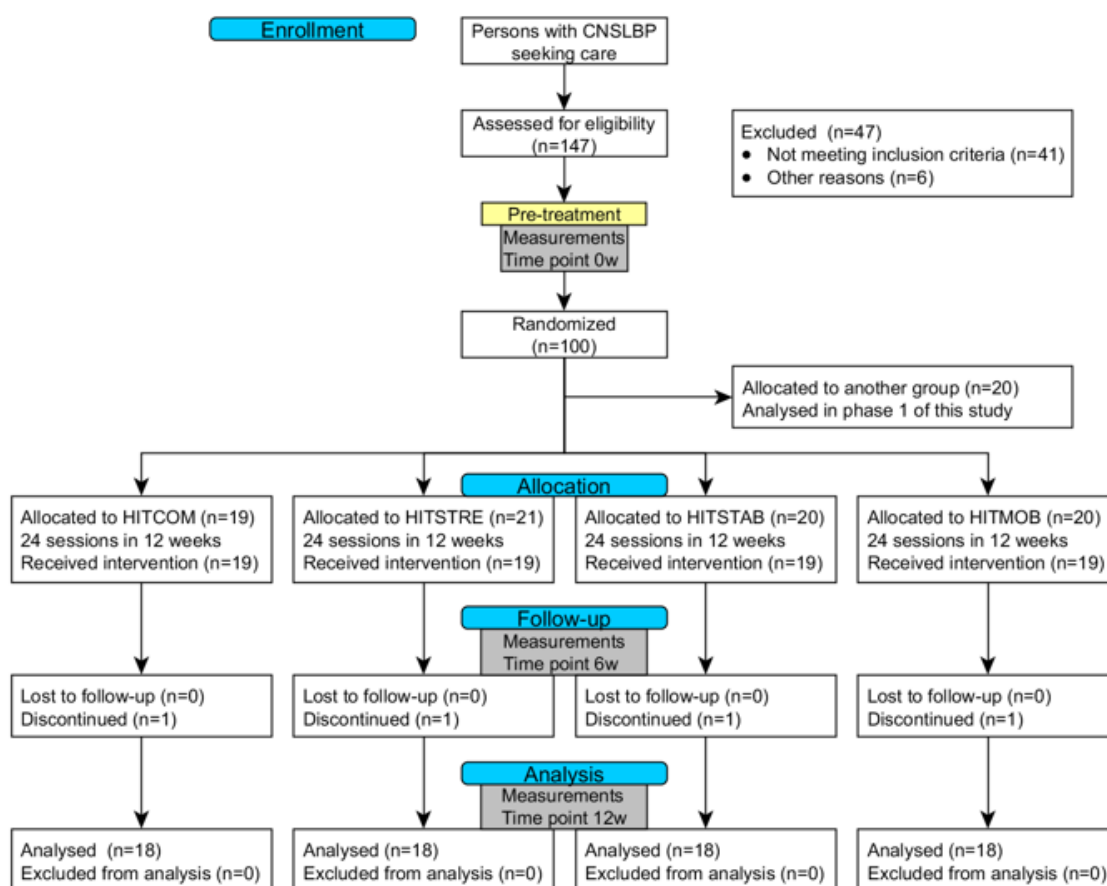 Enrollment
Persons with CNSLBP
seeking care
Assessed for eligibility
(n=147)
Excluded (n=47)
● Not meeting inclusion criteria (n=41)
● Other reasons (n=6)
Pre-treatment
Measurements
Time point 0w
Randomized
(n=100)
Allocated to another group (n=20)
Analysed in phase 1 of this study
Allocation
Allocated to HITCOM (n=19)
24 sessions in 12 weeks
Received intervention (n=19)
Allocated to HITSTRE (n=21)
24 sessions in 12 weeks
Received intervention (n=19)
Allocated to HITSTAB (n=20)
24 sessions in 12 weeks
Received intervention (n=19)
Allocated to HITMOB (n=20)
24 sessions in 12 weeks
Received intervention (n=19)
Follow-up
Measurements
Time point 6w
Lost to follow-up (n=0)
Discontinued (n=1)
Lost to follow-up (n=0)
Discontinued (n=1)
Lost to follow-up (n=0)
Discontinued (n=1)
Lost to follow-up (n=0)
Discontinued (n=1)
Analysis
Measurements
Time point 12w
Analysed (n=18)
Excluded from analysis (n=0)
Analysed (n=18)
Excluded from analysis (n=0)
Analysed (n=18)
Excluded from analysis (n=0)
Analysed (n=18)
Excluded from analysis (n=0)